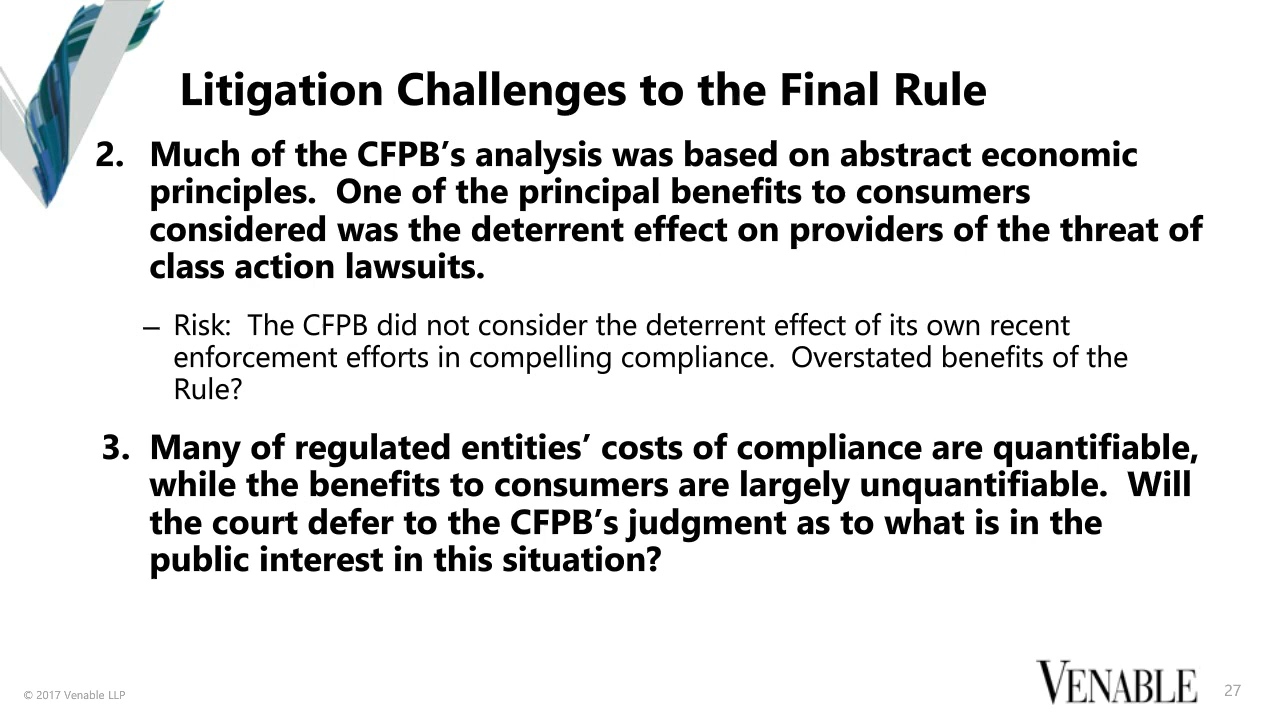 Litigation Challenges to the Final Rule
2. Much of the CFPB’s analysis was based on abstract economic
principles.  One of the principal benefits to consumers
considered was the deterrent effect on providers of the threat of
class action lawsuits.
– Risk:  The CFPB did not consider the deterrent effect of its own recent
enforcement efforts in compelling compliance.  Overstated benefits of the
Rule?
3. Many of regulated entities’ costs of compliance are quantifiable,
while the benefits to consumers are largely unquantifiable.  Will
the court defer to the CFPB’s judgment as to what is in the
public interest in this situation?
© 2017 Venable LLP
VENABLE
27